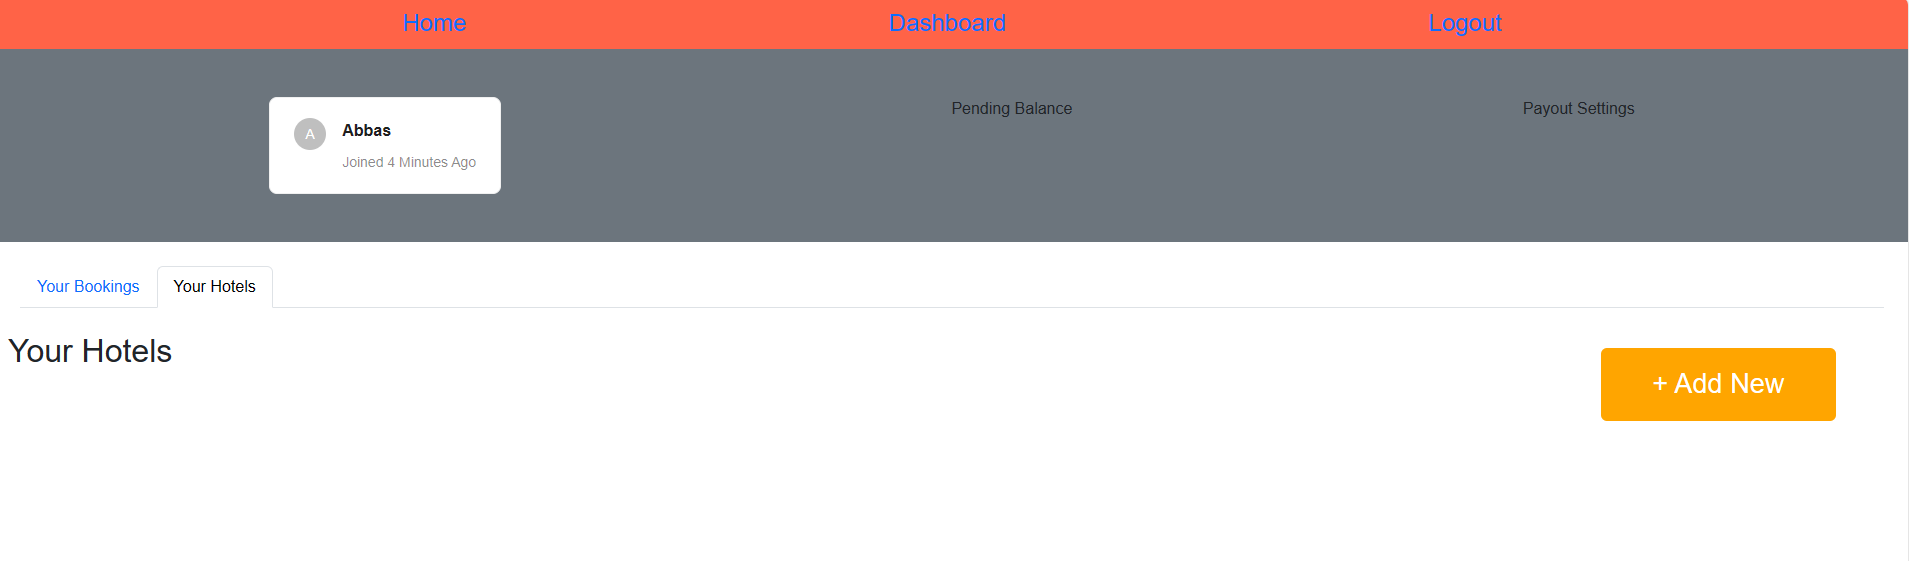 Home Dashboard Logout
A Abbas
Joined 4 Minutes Ago
Pending Balance
Payout Settings
Your Bookings Your Hotels
Your Hotels
+ Add New